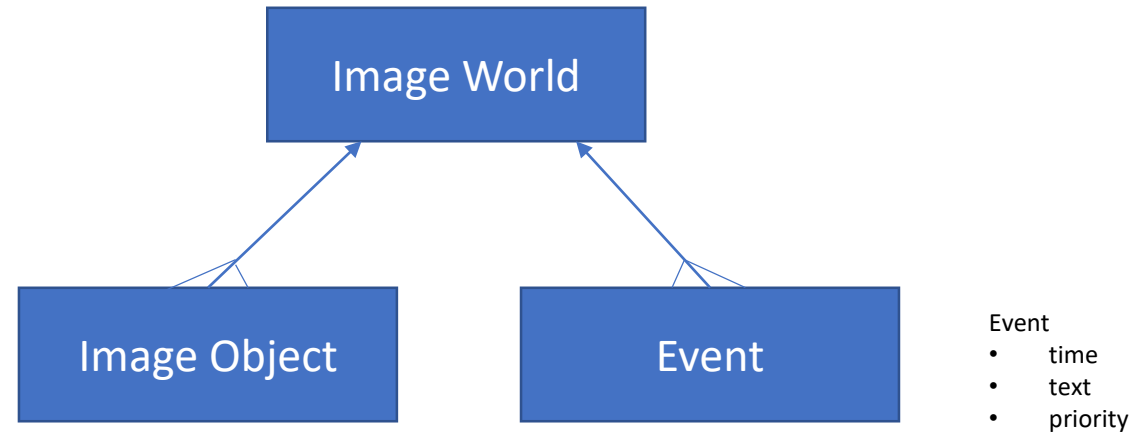 Image World
Image Object
Event
Event
• time
• text
• priority